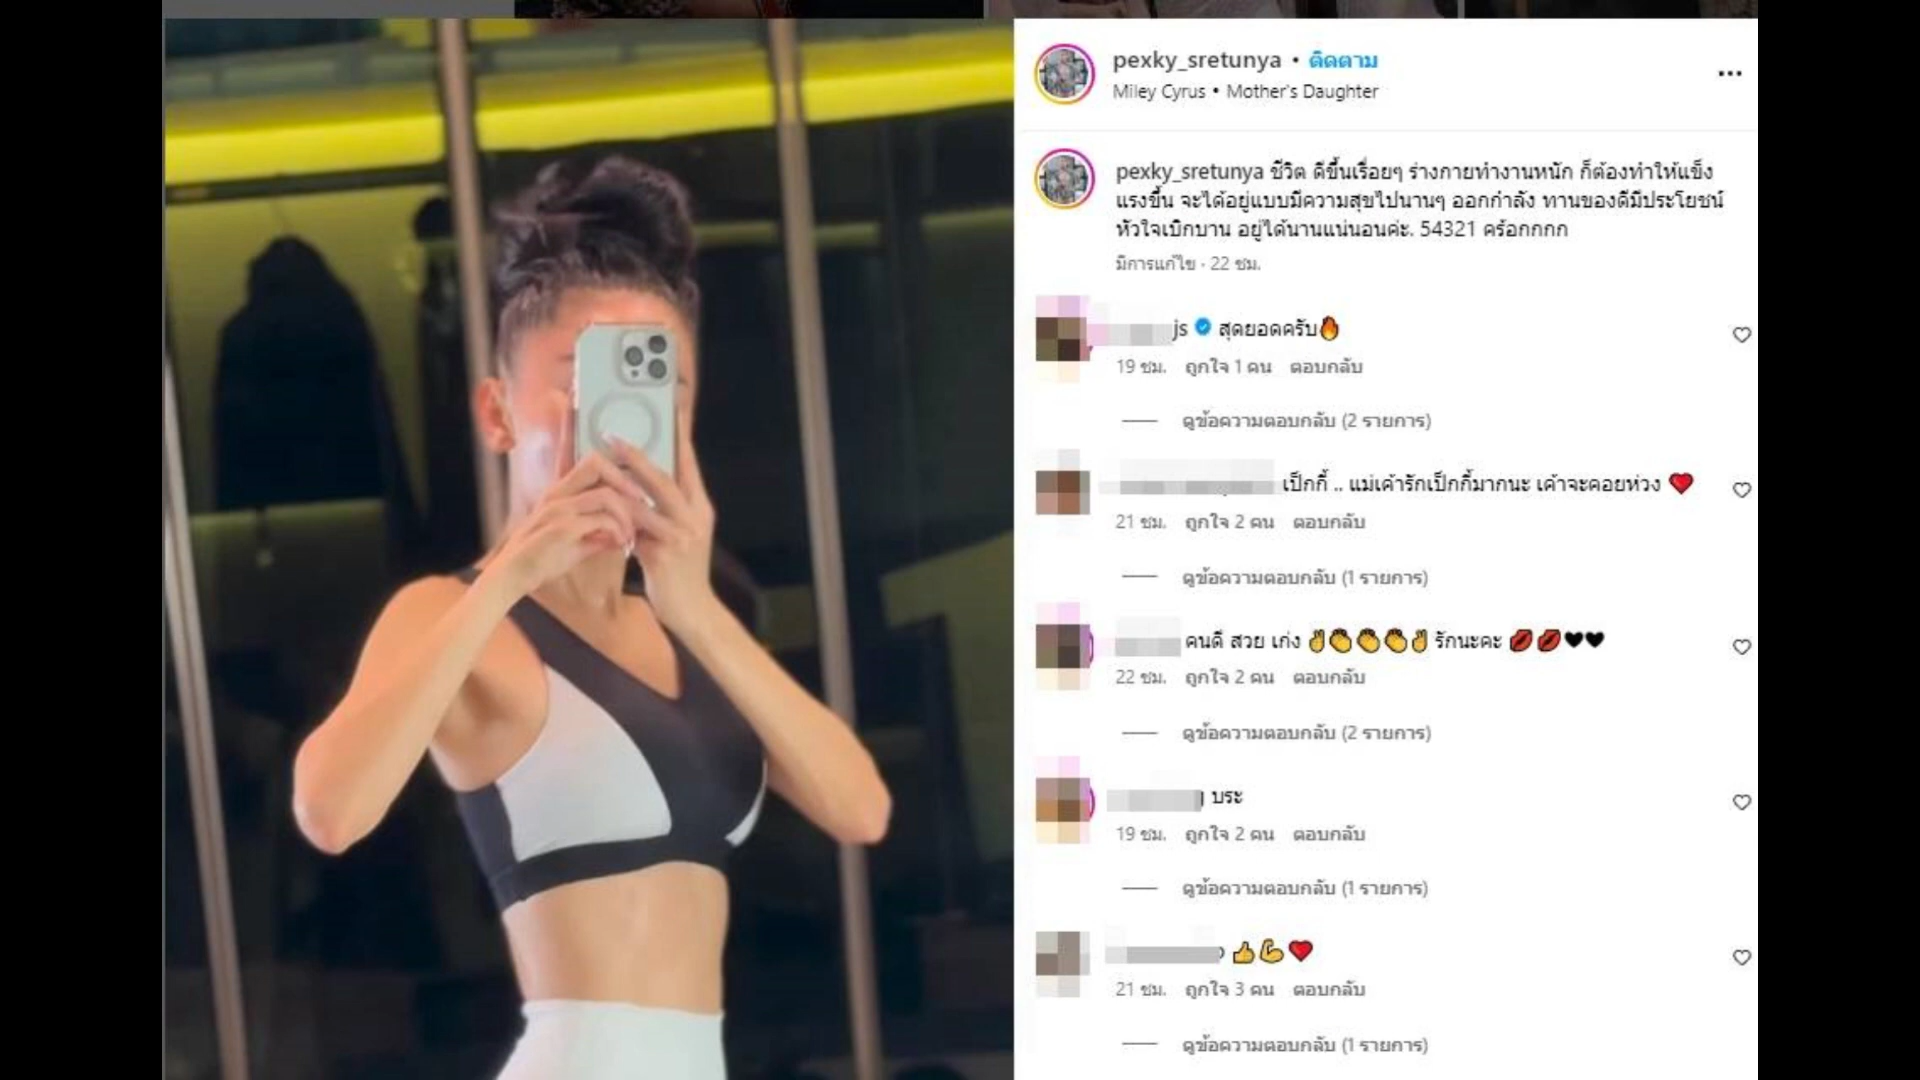 pexky_sretunya • ติดตาม
Miley Cyrus • Mother's Daughter
pexky_sretunya ชีวิต ดีขึ้นเรื่อยๆ ร่างกายทำงานหนัก ก็ต้องทำให้แข็ง
แรงขึ้น จะได้อยู่แบบมีความสุขไปนานๆ ออกกำลัง ทานของดีมีประโยชน์
หัวใจเบิกบาน อยู่ได้นานแน่นอนค่ะ. 54321 คร้อกกกก
มีการแก้ไข · 22 ชม.
js สุดยอดครับ🔥
19 ชม. ถูกใจ 1 คน ตอบกลับ
ดูข้อความตอบกลับ (2 รายการ)
เป็กกี้ .. แม่เค้ารักเป็กกี้มากนะ เค้าจะคอยห่วง ❤️
21 ชม. ถูกใจ 2 คน ตอบกลับ
ดูข้อความตอบกลับ (1 รายการ)
คนดี สวย เก่ง ✌️👏👏👏✌️ รักนะคะ 💋💋🖤🖤
22 ชม. ถูกใจ 2 คน ตอบกลับ
ดูข้อความตอบกลับ (2 รายการ)
บระ
19 ชม. ถูกใจ 2 คน ตอบกลับ
ดูข้อความตอบกลับ (1 รายการ)
👍💪❤️
21 ชม. ถูกใจ 3 คน ตอบกลับ
ดูข้อความตอบกลับ (1 รายการ)